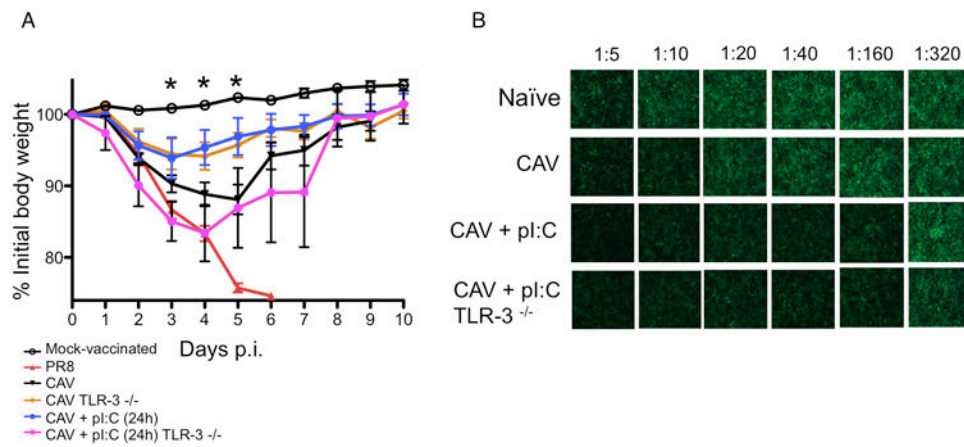 A
% Initial body weight
100
90
80
* * *
0 1 2 3 4 5 6 7 8 9 10
Days p.i.
Mock-vaccinated
PR8
CAV
CAV TLR-3 -/-
CAV + pI:C (24h)
CAV + pI:C (24h) TLR-3 -/-
B
1:5 1:10 1:20 1:40 1:160 1:320
Naïve
CAV
CAV + pI:C
CAV + pI:C
TLR-3 -/-